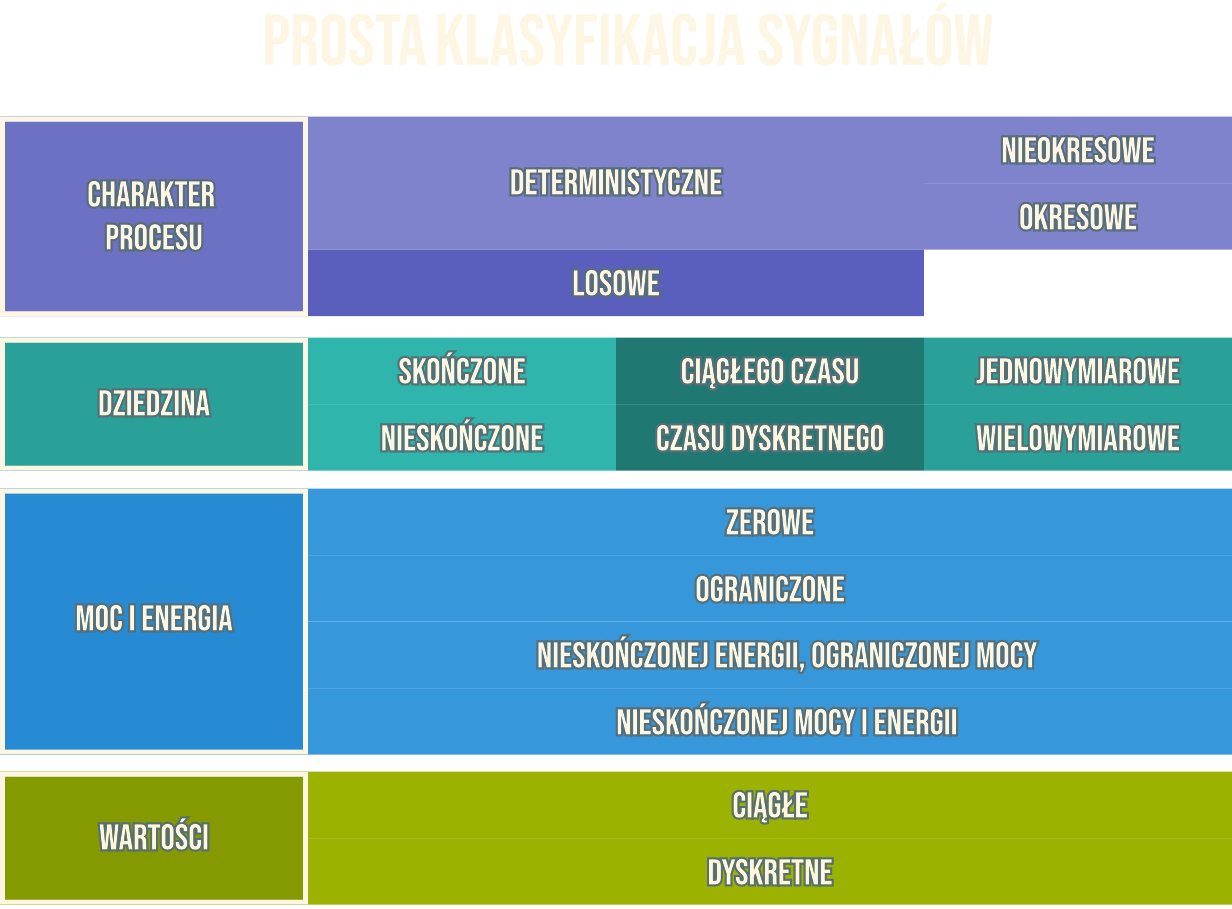 PROSTA KLASYFIKACJA SYGNAŁÓW
CHARAKTER
PROCESU
DETERMINISTYCZNE
NIEOKRESOWE
OKRESOWE
LOSOWE
DZIEDZINA
SKOŃCZONE
CIĄGŁEGO CZASU
JEDNOWYMIAROWE
NIESKOŃCZONE
CZASU DYSKRETNEGO
WIELOWYMIAROWE
MOC I ENERGIA
ZEROWE
OGRANICZONE
NIESKOŃCZONEJ ENERGII, OGRANICZONEJ MOCY
NIESKOŃCZONEJ MOCY I ENERGII
WARTOŚCI
CIĄGŁE
DYSKRETNE